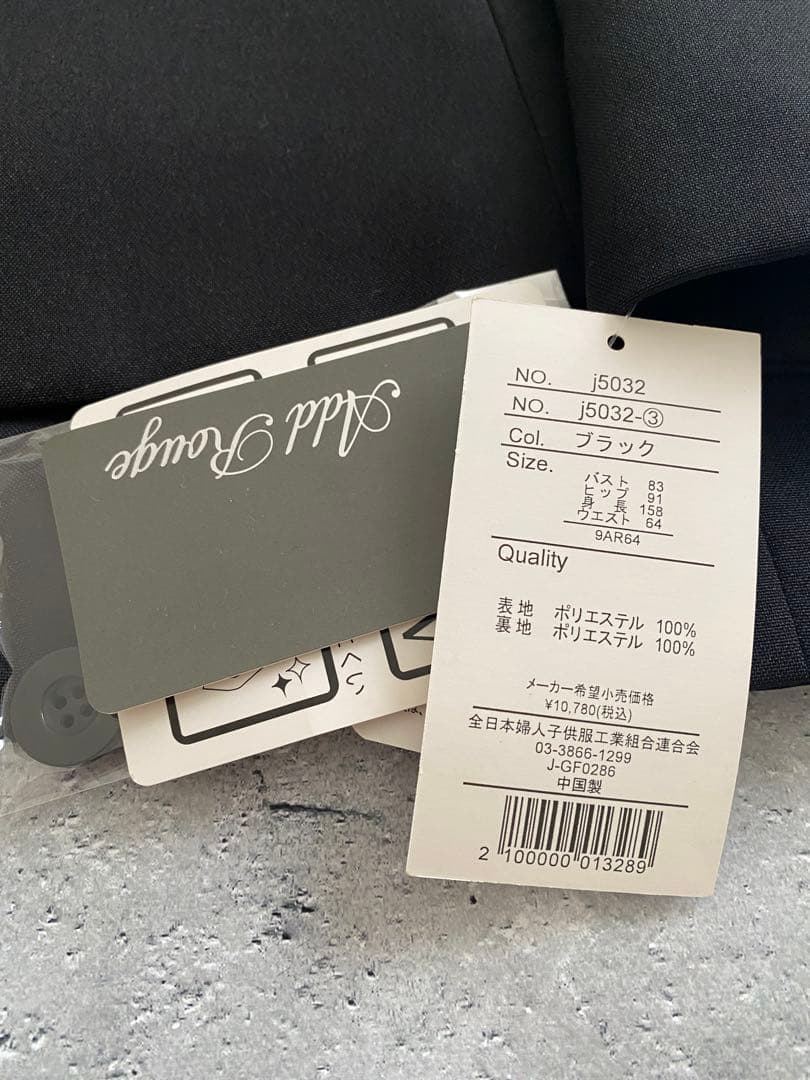 Add Rouge
NO. j5032
NO. j5032-③
Col. ブラック
Size.
バスト 83
ヒップ 91
身長 158
ウエスト 64
9AR64
Quality
表地 ポリエステル 100%
裏地 ポリエステル 100%
メーカー希望小売価格
¥10,780(税込)
全日本婦人子供服工業組合連合会
03-3866-1299
J-GF0286
中国製
2 100000 013289